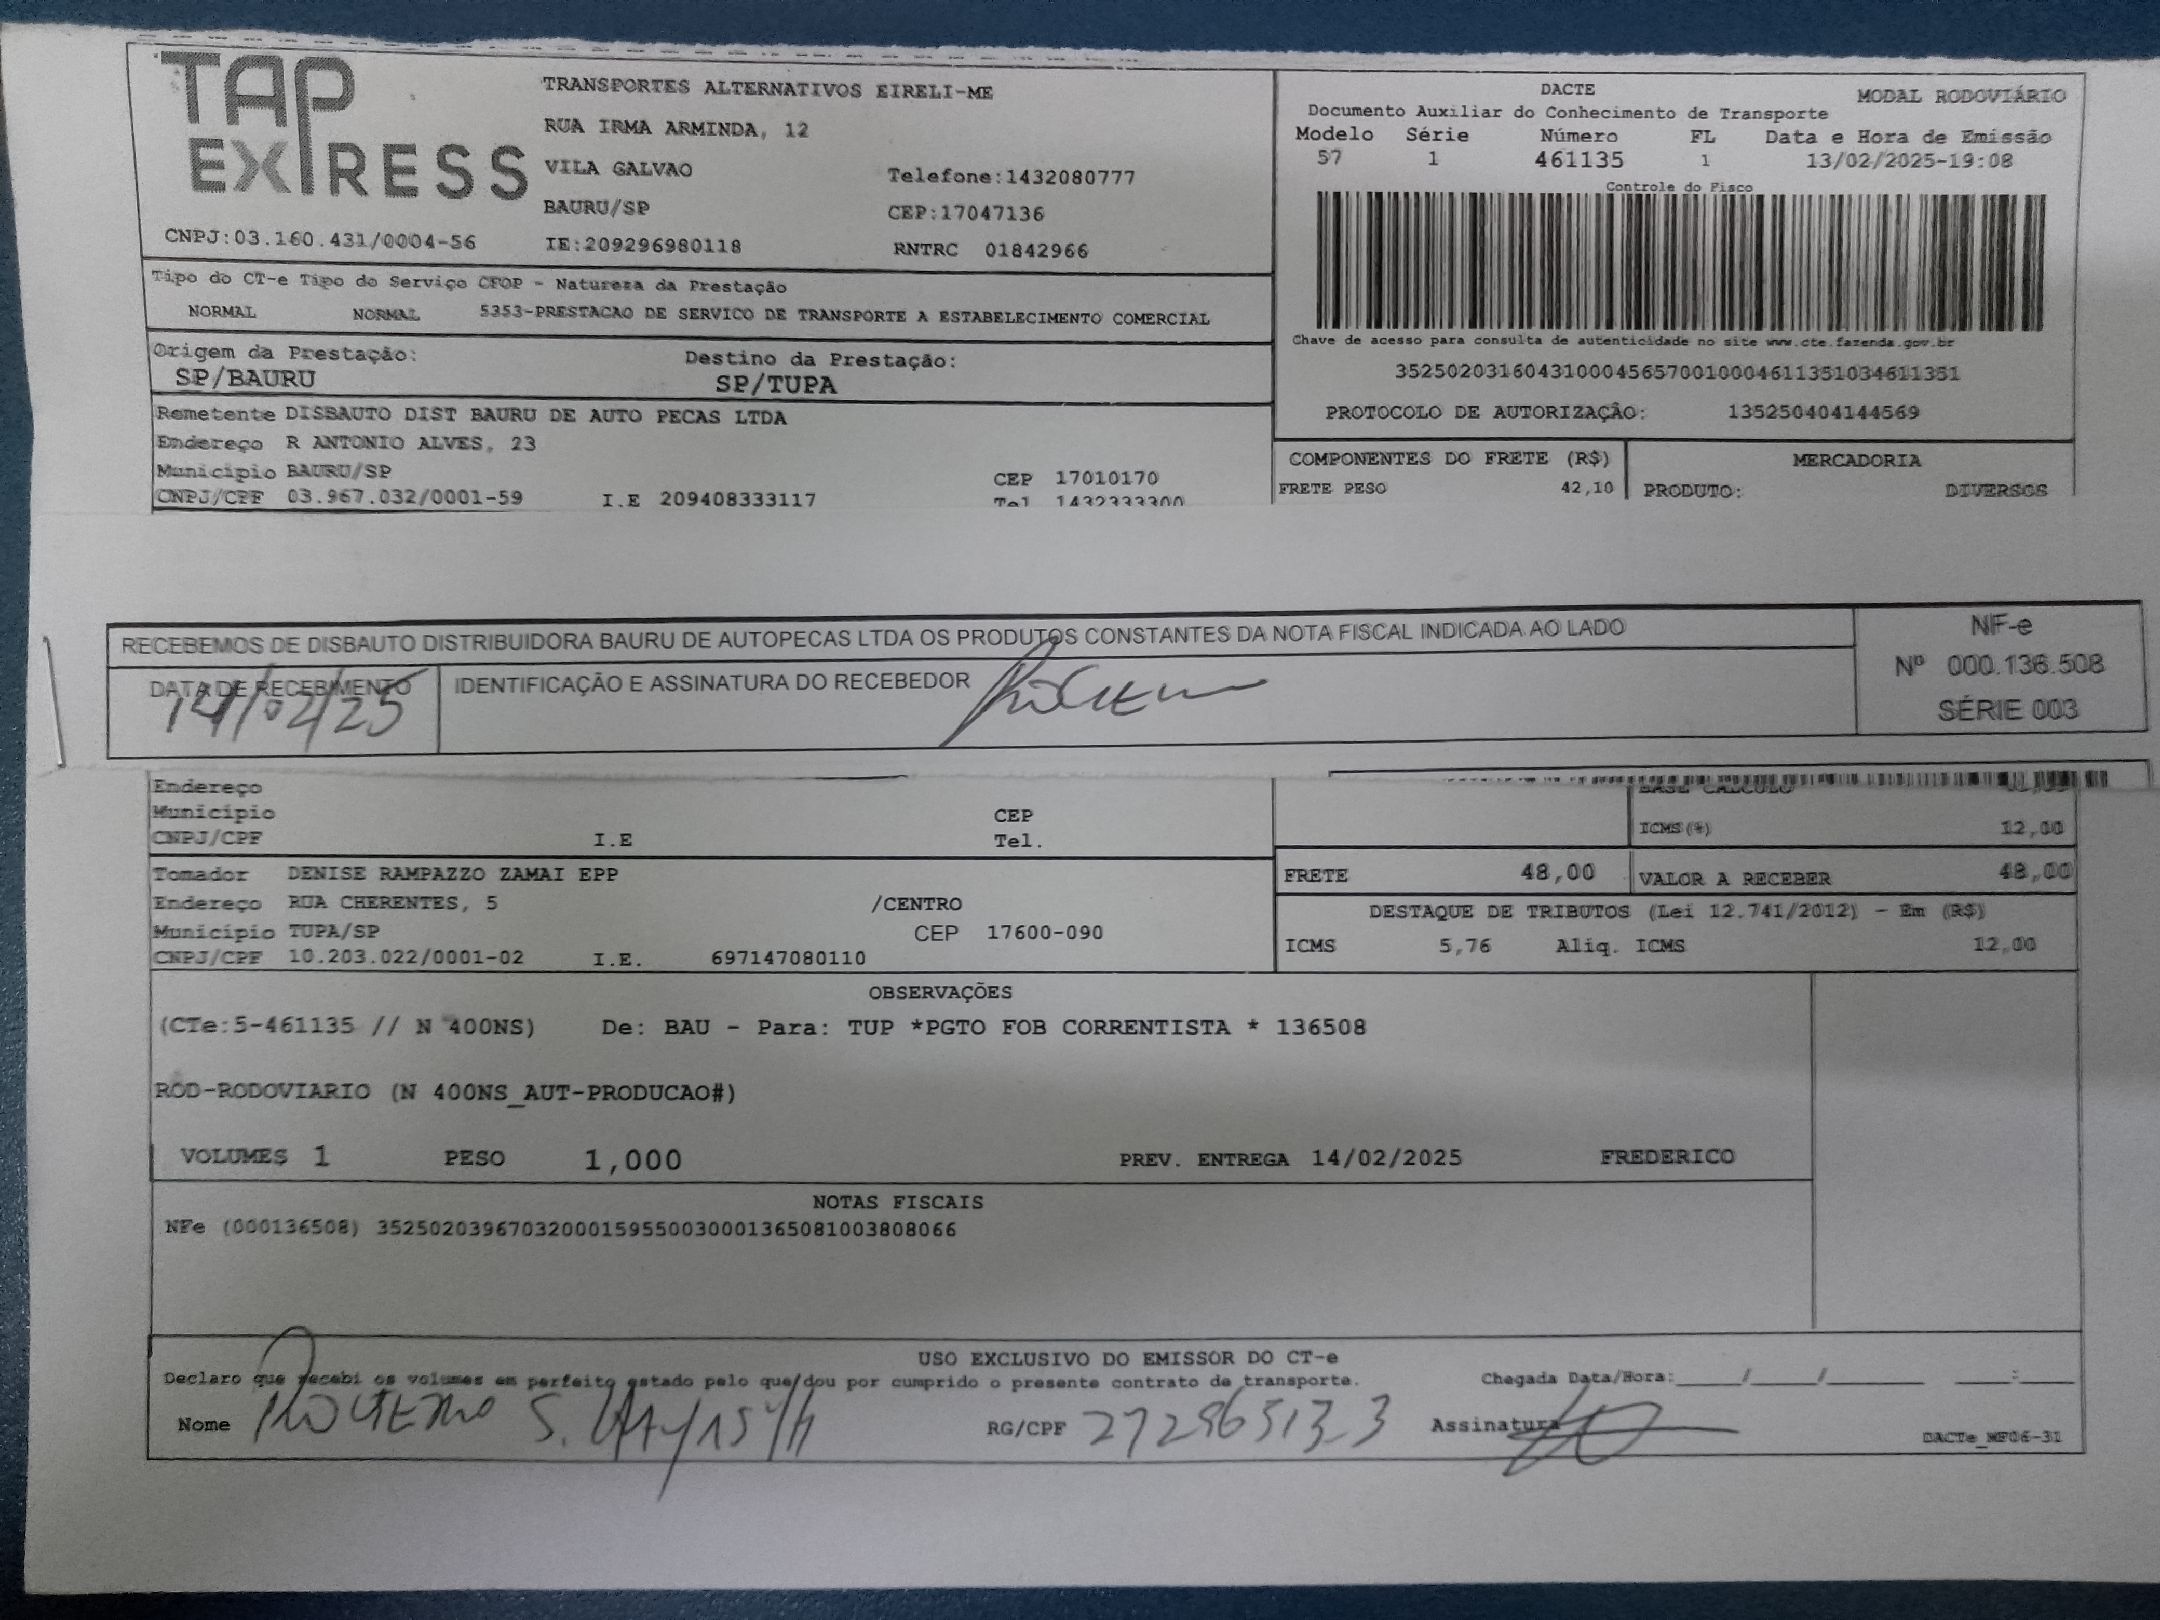 TAP EXPRESS
TRANSPORTES ALTERNATIVOS EIRELI-ME
RUA IRMA ARMINDA, 12
VILA GALVAO Telefone:1432080777
BAURU/SP CEP:17047136
CNPJ:03.160.431/0004-56 IE:209296980118 RNTRC 01842966
DACTE MODAL RODOVIÁRIO
Documento Auxiliar do Conhecimento de Transporte
Modelo Série Número FL Data e Hora de Emissão
57 1 461135 1 13/02/2025-19:08
Controle do Fisco
Chave de acesso para consulta de autenticidade no site www.cte.fazenda.gov.br
35250203160431000456570010004611351034611351
PROTOCOLO DE AUTORIZAÇÃO: 135250404144569
Tipo do CT-e Tipo do Serviço CFOP - Natureza da Prestação
NORMAL NORMAL 5353-PRESTACAO DE SERVICO DE TRANSPORTE A ESTABELECIMENTO COMERCIAL
Origem da Prestação: Destino da Prestação:
SP/BAURU SP/TUPA
Remetente DISBAUTO DIST BAURU DE AUTO PECAS LTDA
Endereço R ANTONIO ALVES, 23
Município BAURU/SP CEP 17010170
CNPJ/CPF 03.967.032/0001-59 I.E 209408333117 Tel 1432333300
COMPONENTES DO FRETE (R$) MERCADORIA
FRETE PESO 42,10 PRODUTO: DIVERSOS
RECEBEMOS DE DISBAUTO DISTRIBUIDORA BAURU DE AUTOPECAS LTDA OS PRODUTOS CONSTANTES DA NOTA FISCAL INDICADA AO LADO
DATA DE RECEBIMENTO IDENTIFICAÇÃO E ASSINATURA DO RECEBEDOR
14/02/25
NF-e
Nº 000.136.508
SÉRIE 003
Endereço
Município CEP
CNPJ/CPF I.E Tel.
BASE CALCULO
ICMS(%) 12,00
FRETE 48,00 VALOR A RECEBER 48,00
Tomador DENISE RAMPAZZO ZAMAI EPP
Endereço RUA CHERENTES, 5 /CENTRO
Município TUPA/SP CEP 17600-090
CNPJ/CPF 10.203.022/0001-02 I.E. 697147080110
DESTAQUE DE TRIBUTOS (Lei 12.741/2012) - Em (R$)
ICMS 5,76 Aliq. ICMS 12,00
OBSERVAÇÕES
(CTe:5-461135 // N 400NS) De: BAU - Para: TUP *PGTO FOB CORRENTISTA * 136508
ROD-RODOVIARIO (N 400NS_AUT-PRODUCAO#)
VOLUMES 1 PESO 1,000 PREV. ENTREGA 14/02/2025 FREDERICO
NOTAS FISCAIS
NFe (000136508) 35250203967032000159550030001365081003808066
USO EXCLUSIVO DO EMISSOR DO CT-e
Declaro que recebi os volumes em perfeito estado pelo que dou por cumprido o presente contrato de transporte. Chegada Data/Hora:____/____/____ ____:____
Nome RG/CPF 27296513-3 Assinatura
DACTe_MF06-31